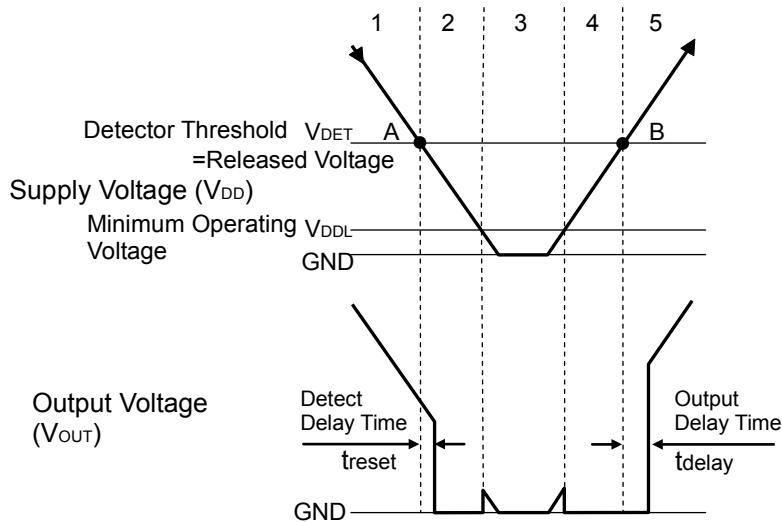 1 2 3 4 5
Detector Threshold VDET A B
=Released Voltage
Supply Voltage (VDD)
Minimum Operating VDDL
Voltage
GND
Output Voltage
(VOUT)
Detect
Delay Time
treset
Output
Delay Time
tdelay
GND